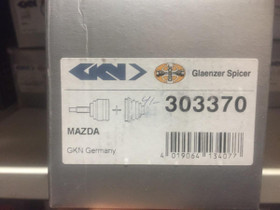 GKN Glaenzer Spicer
303370
MAZDA
GKN Germany
4 019064 134077